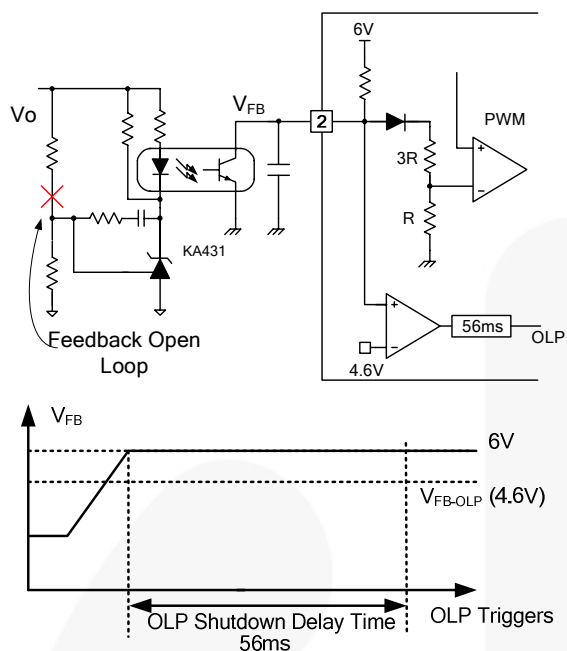 6V
Vo
VFB
2
PWM
3R
R
KA431
Feedback Open
Loop
56ms
OLP
4.6V
+
−
+
−
VFB
6V
VFB-OLP (4.6V)
OLP Shutdown Delay Time
56ms
OLP Triggers